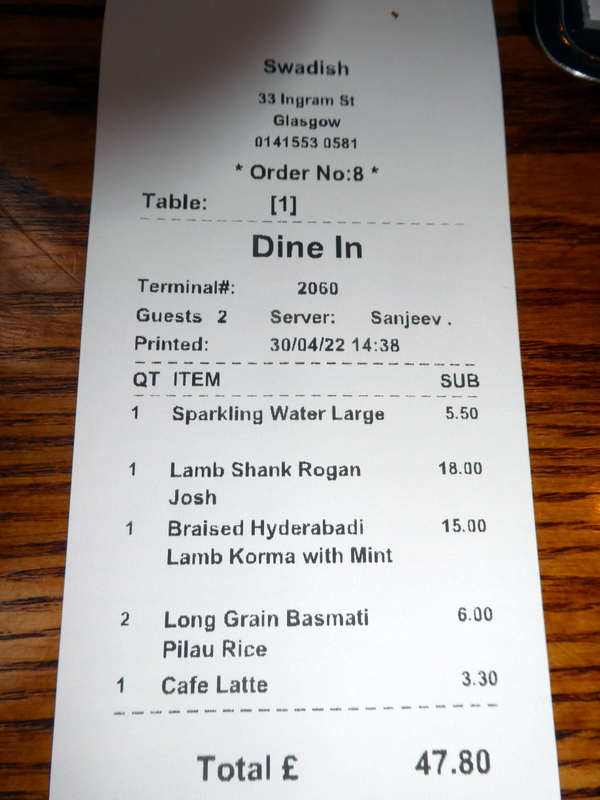 Swadish
33 Ingram St
Glasgow
0141553 0581
* Order No:8 *
Table: [1]
Dine In
Terminal#: 2060
Guests 2 Server: Sanjeev .
Printed: 30/04/22 14:38
QT ITEM SUB
1 Sparkling Water Large 5.50
1 Lamb Shank Rogan 18.00
Josh
1 Braised Hyderabadi 15.00
Lamb Korma with Mint
2 Long Grain Basmati 6.00
Pilau Rice
1 Cafe Latte 3.30
Total £ 47.80